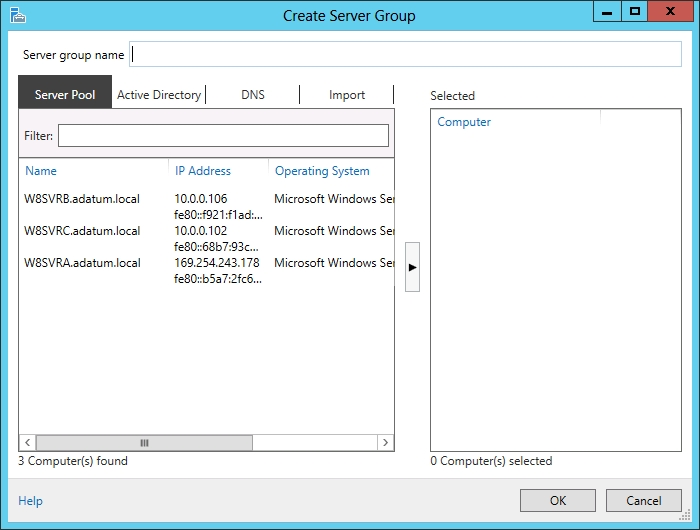 Create Server Group
Server group name
Server Pool Active Directory DNS Import
Selected
Filter:
Name IP Address Operating System
Computer
W8SVRB.adatum.local 10.0.0.106 Microsoft Windows Ser
fe80::f921:f1ad:...
W8SVRC.adatum.local 10.0.0.102 Microsoft Windows Ser
fe80::68b7:93c...
W8SVRA.adatum.local 169.254.243.178 Microsoft Windows Ser
fe80::b5a7:2fc6...
3 Computer(s) found
0 Computer(s) selected
Help
OK
Cancel